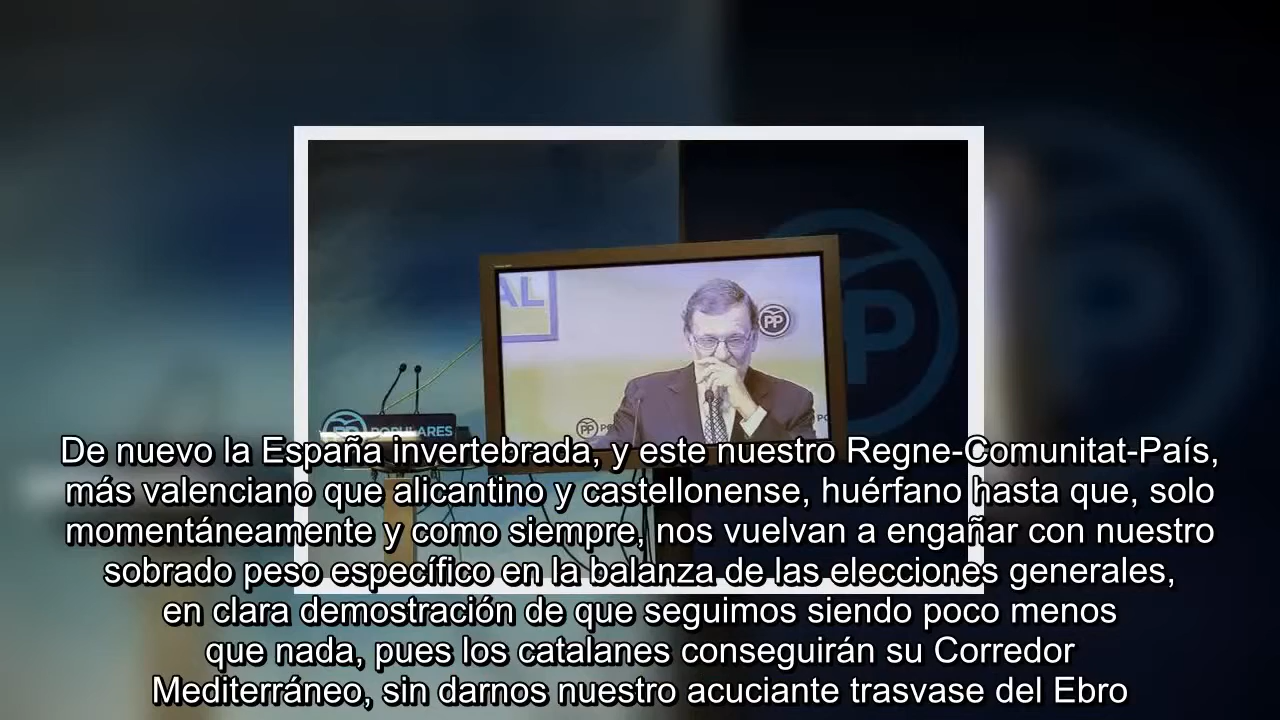 AL
PP
P
POPULARES
De nuevo la España invertebrada, y este nuestro Regne-Comunitat-País,
más valenciano que alicantino y castellonense, huérfano hasta que, solo
momentáneamente y como siempre, nos vuelvan a engañar con nuestro
sobrado peso específico en la balanza de las elecciones generales,
en clara demostración de que seguimos siendo poco menos
que nada, pues los catalanes conseguirán su Corredor
Mediterráneo, sin darnos nuestro acuciante trasvase del Ebro